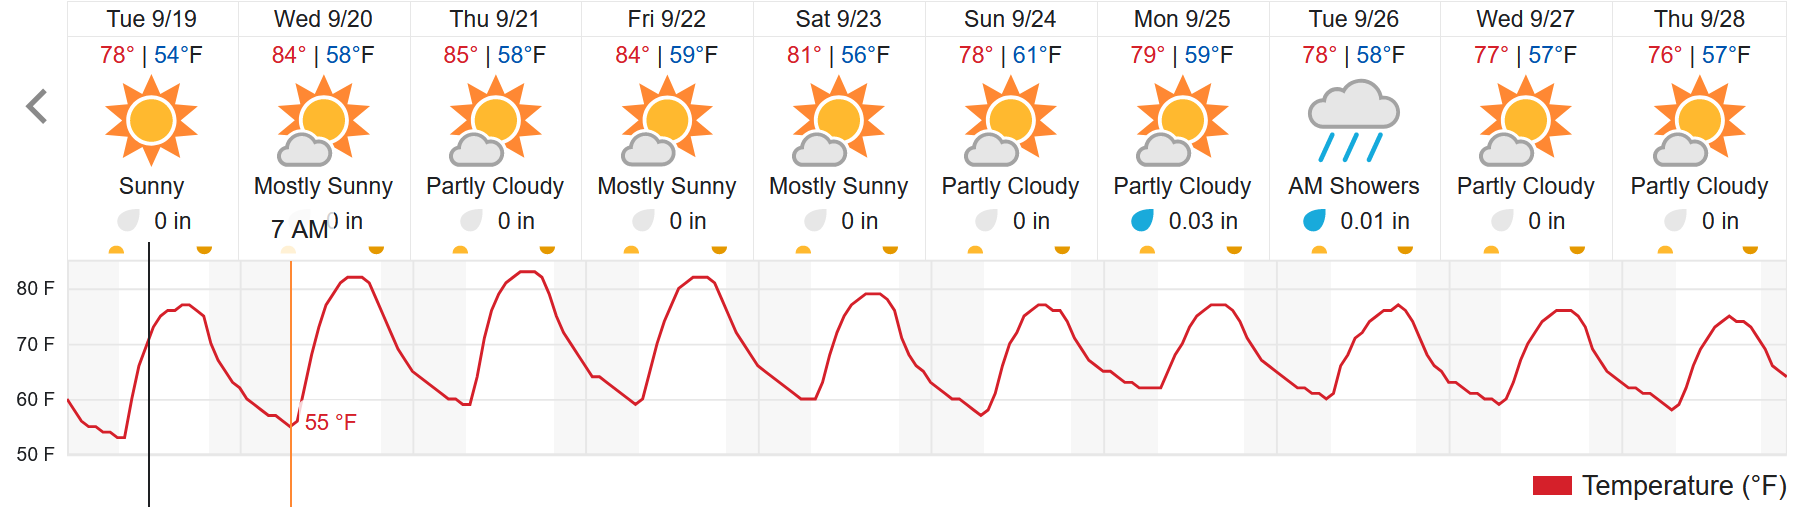 Tue 9/19 Wed 9/20 Thu 9/21 Fri 9/22 Sat 9/23 Sun 9/24 Mon 9/25 Tue 9/26 Wed 9/27 Thu 9/28
78° | 54°F 84° | 58°F 85° | 58°F 84° | 59°F 81° | 56°F 78° | 61°F 79° | 59°F 78° | 58°F 77° | 57°F 76° | 57°F
Sunny Mostly Sunny Partly Cloudy Mostly Sunny Mostly Sunny Partly Cloudy Partly Cloudy AM Showers Partly Cloudy Partly Cloudy
0 in 0 in 0 in 0 in 0 in 0 in 0.03 in 0.01 in 0 in 0 in
7 AM
80 F
70 F
60 F
55 °F
50 F
Temperature (°F)